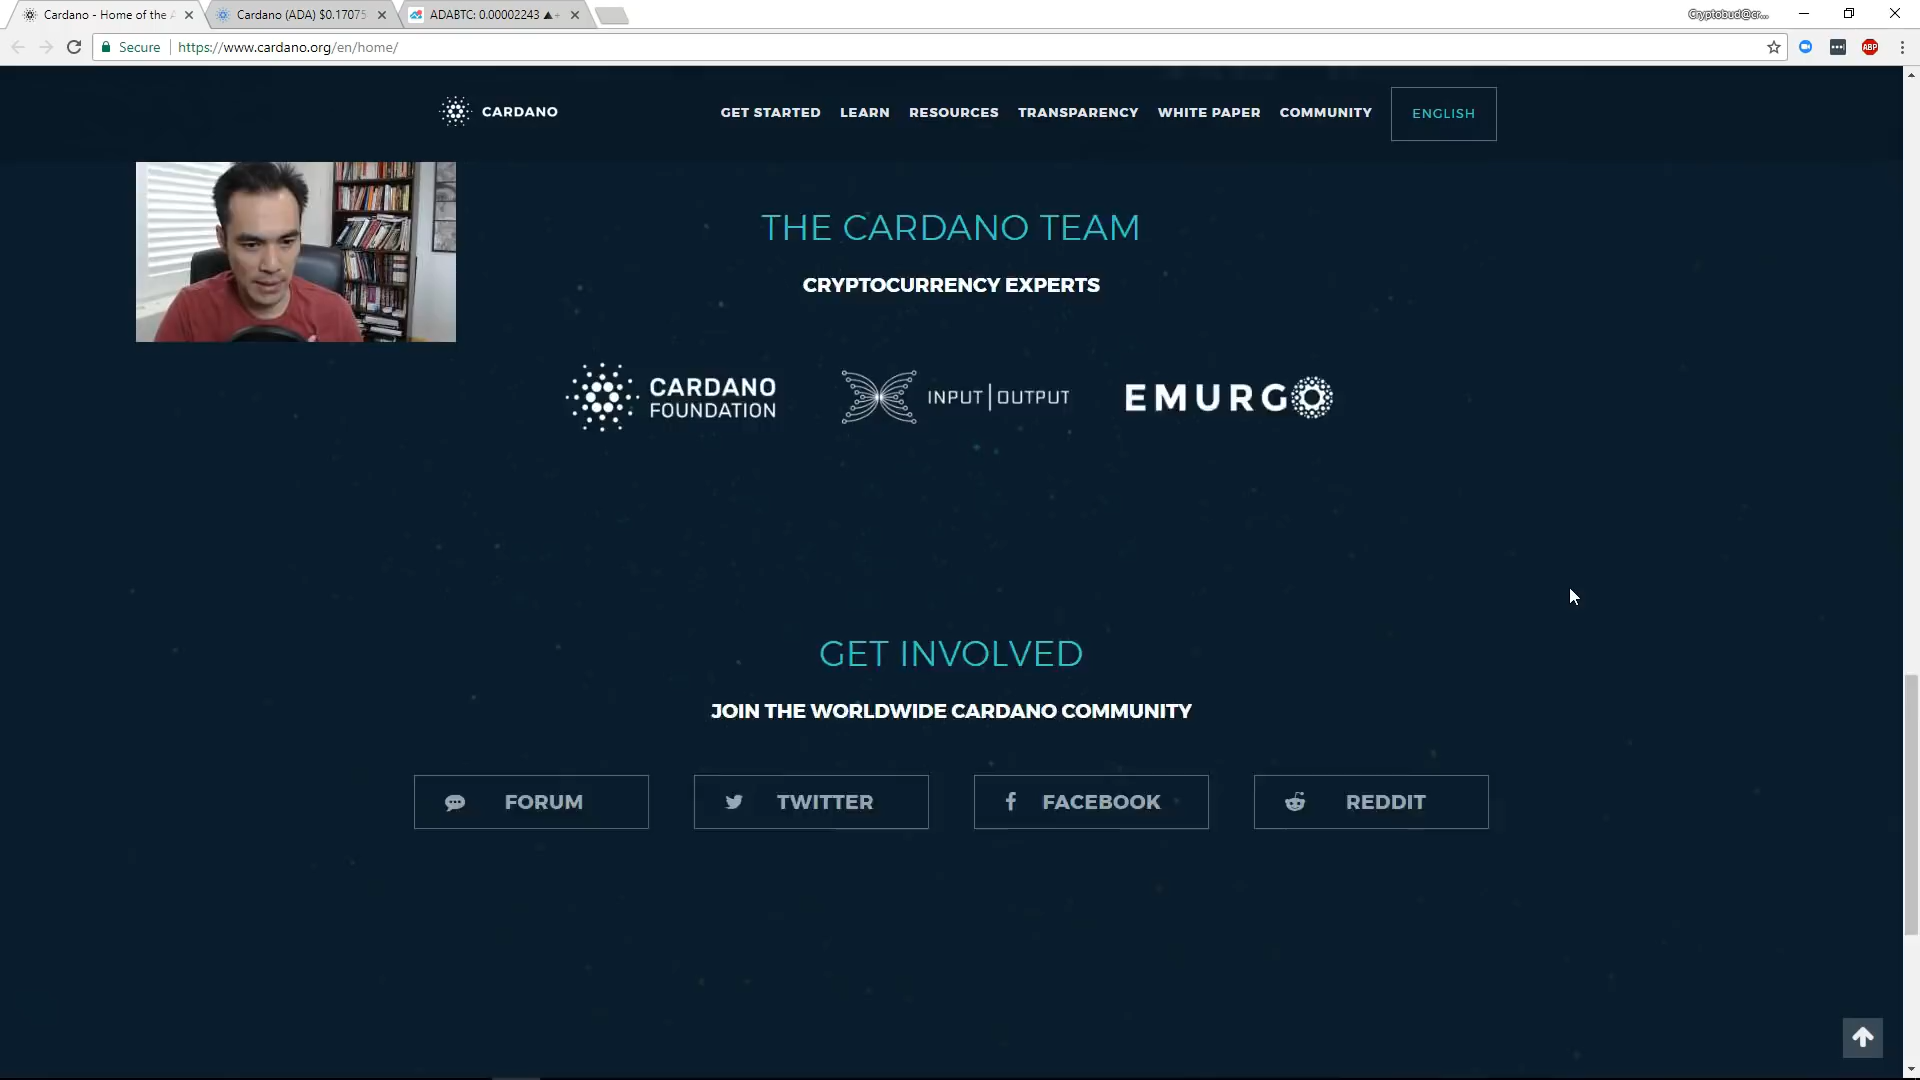 Cardano - Home of the
Cardano (ADA) $0.17075
ADABTC: 0.00002243 ▲+
Cryptobud@cr...
Secure
https://www.cardano.org/en/home/
ABP
CARDANO
GET STARTED
LEARN
RESOURCES
TRANSPARENCY
WHITE PAPER
COMMUNITY
ENGLISH
THE CARDANO TEAM
CRYPTOCURRENCY EXPERTS
CARDANO
FOUNDATION
INPUT|OUTPUT
EMURGO
GET INVOLVED
JOIN THE WORLDWIDE CARDANO COMMUNITY
FORUM
TWITTER
FACEBOOK
REDDIT